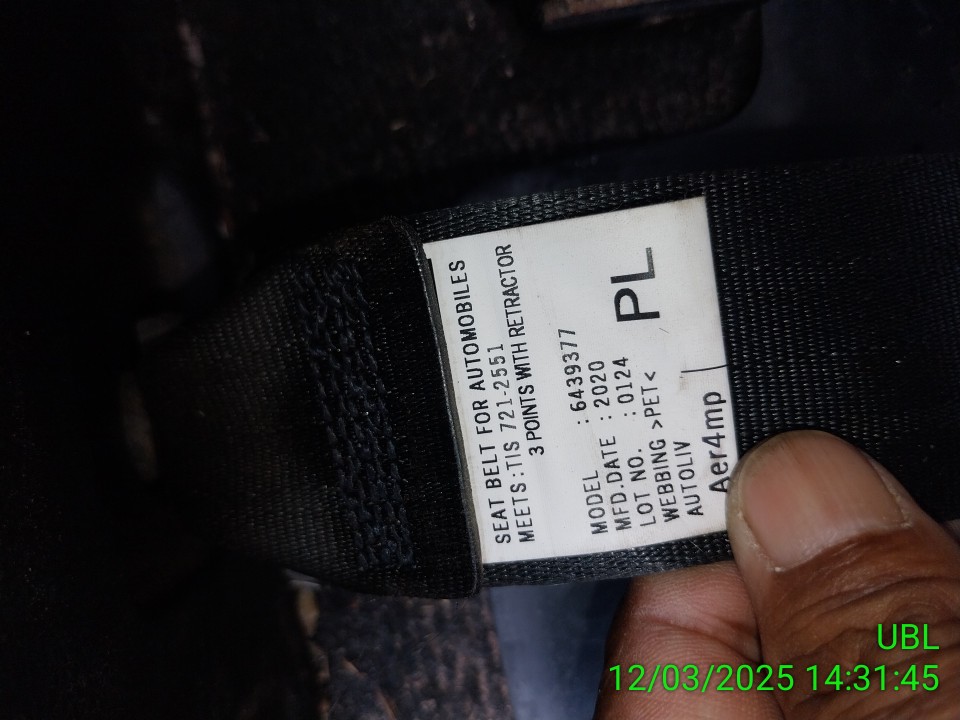 SEAT BELT FOR AUTOMOBILES
MEETS:TIS 721-2551
3 POINTS WITH RETRACTOR
MODEL : 6439377
MFD.DATE : 2020
LOT NO. : 0124
WEBBING >PET<
AUTOLIV
PL
Aer4mp
UBL
12/03/2025 14:31:45